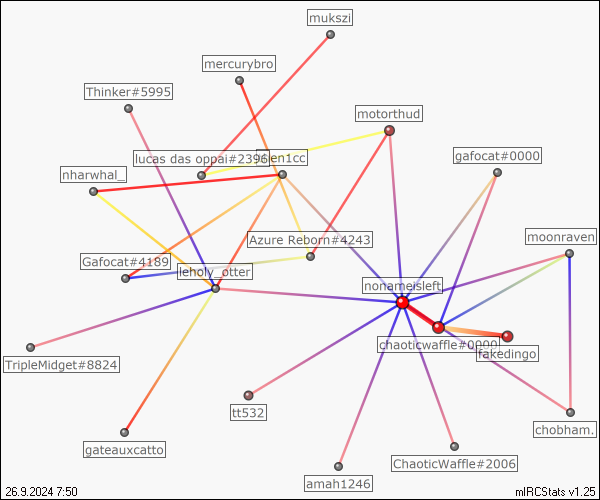 mukszi
mercurybro
Thinker#5995
motorthud
gafocat#0000
lucas das oppai#2396
nharwhal_
Azure Reborn#4243
moonraven
Gafocat#4189
leholy_otter
nonameisleft
chaoticwaffle#0000
fakedingo
TripleMidget#8824
tt532
chobham.
gateauxcatto
ChaoticWaffle#2006
amah1246
26.9.2024 7:50
mIRCStats v1.25